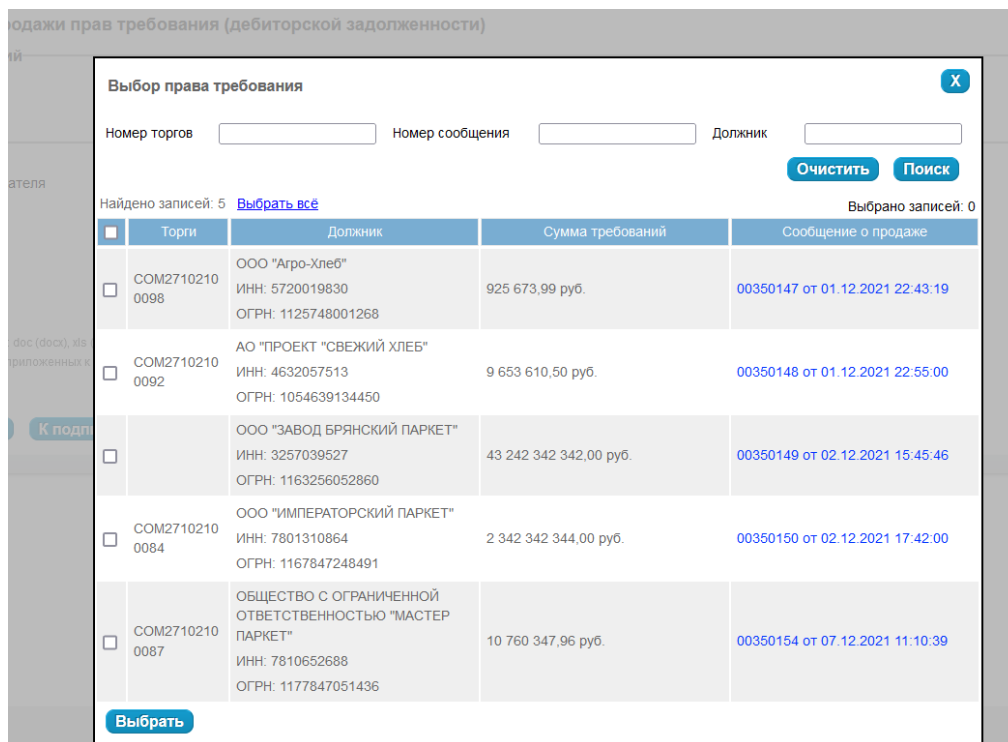 родажи прав требования (дебиторской задолженности)
Выбор права требования
X
Номер торгов Номер сообщения Должник
Очистить Поиск
ателя
Найдено записей: 5 Выбрать всё Выбрано записей: 0
Торги Должник Сумма требований Сообщение о продаже
ООО "Агро-Хлеб"
COM2710210
0098
ИНН: 5720019830 925 673,99 руб. 00350147 от 01.12.2021 22:43:19
ОГРН: 1125748001268
doc (docx), xls
приложенных к
АО "ПРОЕКТ "СВЕЖИЙ ХЛЕБ"
COM2710210
0092
ИНН: 4632057513 9 653 610,50 руб. 00350148 от 01.12.2021 22:55:00
ОГРН: 1054639134450
К подпи
ООО "ЗАВОД БРЯНСКИЙ ПАРКЕТ"
ИНН: 3257039527 43 242 342 342,00 руб. 00350149 от 02.12.2021 15:45:46
ОГРН: 1163256052860
ООО "ИМПЕРАТОРСКИЙ ПАРКЕТ"
COM2710210
0084
ИНН: 7801310864 2 342 342 344,00 руб. 00350150 от 02.12.2021 17:42:00
ОГРН: 1167847248491
ОБЩЕСТВО С ОГРАНИЧЕННОЙ
ОТВЕТСТВЕННОСТЬЮ "МАСТЕР
ПАРКЕТ"
COM2710210
0087
10 760 347,96 руб. 00350154 от 07.12.2021 11:10:39
ИНН: 7810652688
ОГРН: 1177847051436
Выбрать